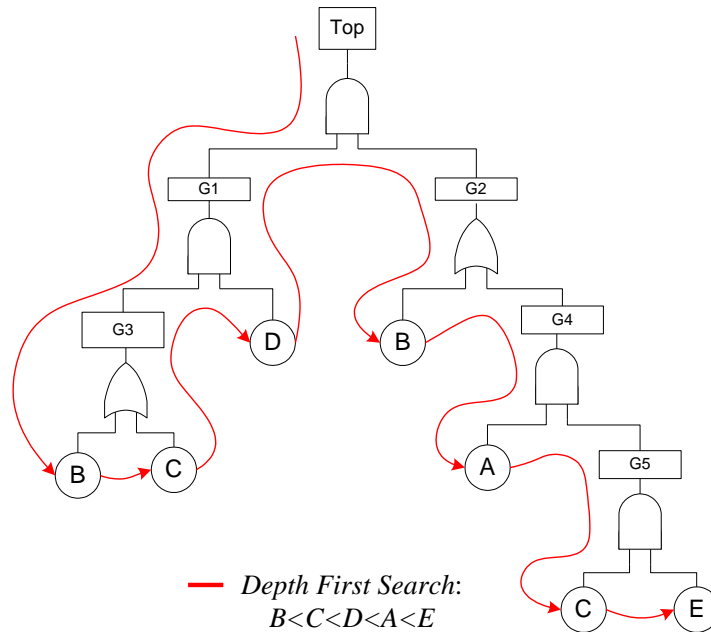 Top
G1
G2
G3
D
B
G4
B
C
A
G5
C
E
Depth First Search:
B<C<D<A<E